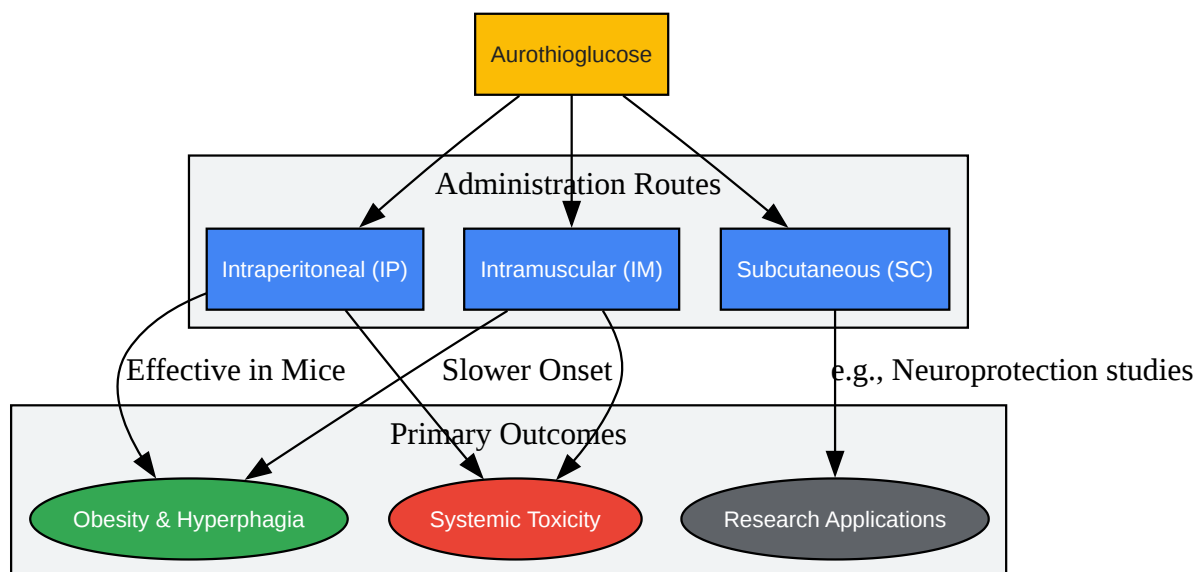 Aurothioglucose
Administration Routes
Intraperitoneal (IP)
Intramuscular (IM)
Subcutaneous (SC)
Effective in Mice
Slower Onset
e.g., Neuroprotection studies
Primary Outcomes
Obesity & Hyperphagia
Systemic Toxicity
Research Applications